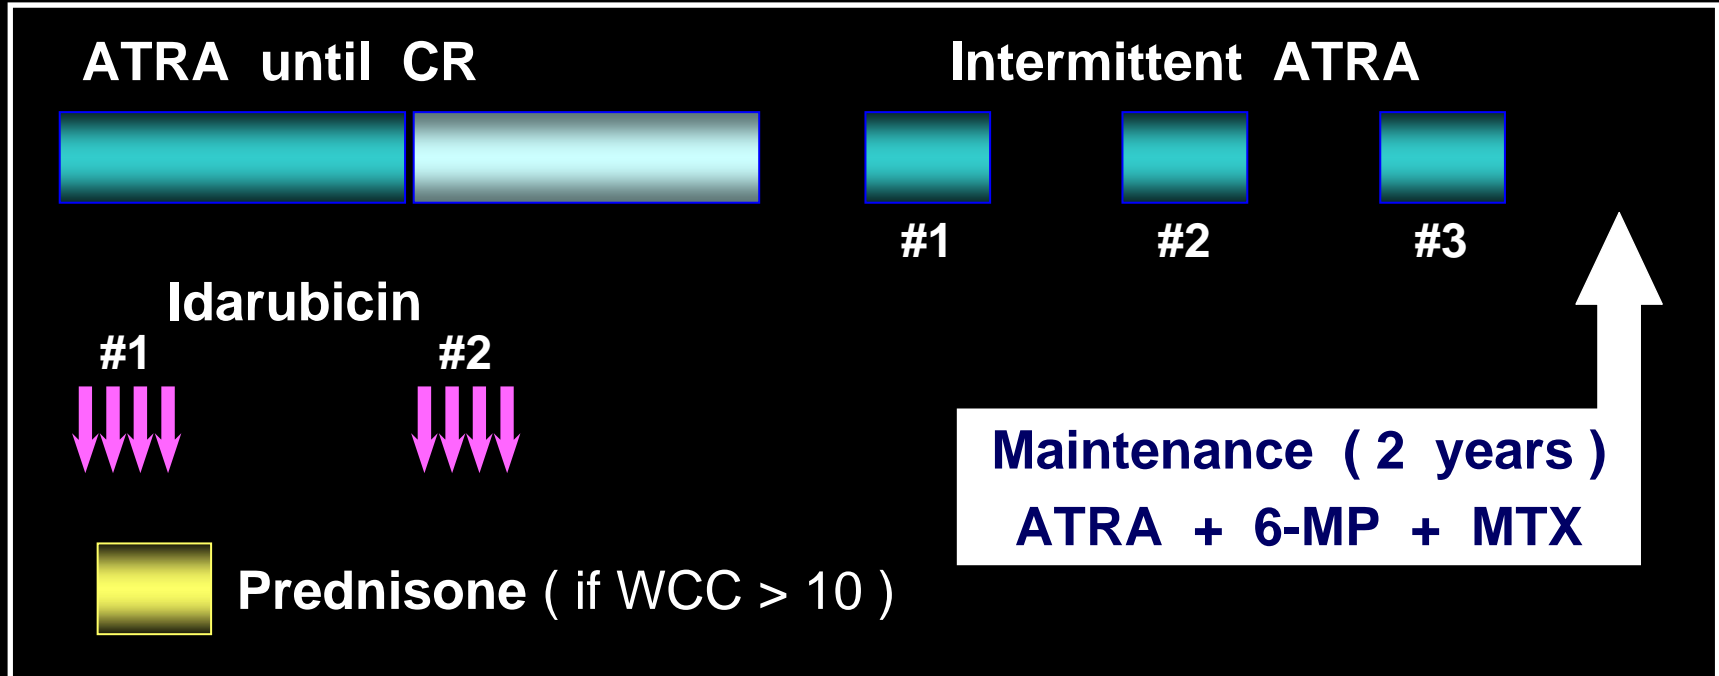 ATRA until CR
Intermittent ATRA
#1
#2
#3
Idarubicin
#1
#2
Maintenance ( 2 years )
ATRA + 6-MP + MTX
Prednisone ( if WCC > 10 )